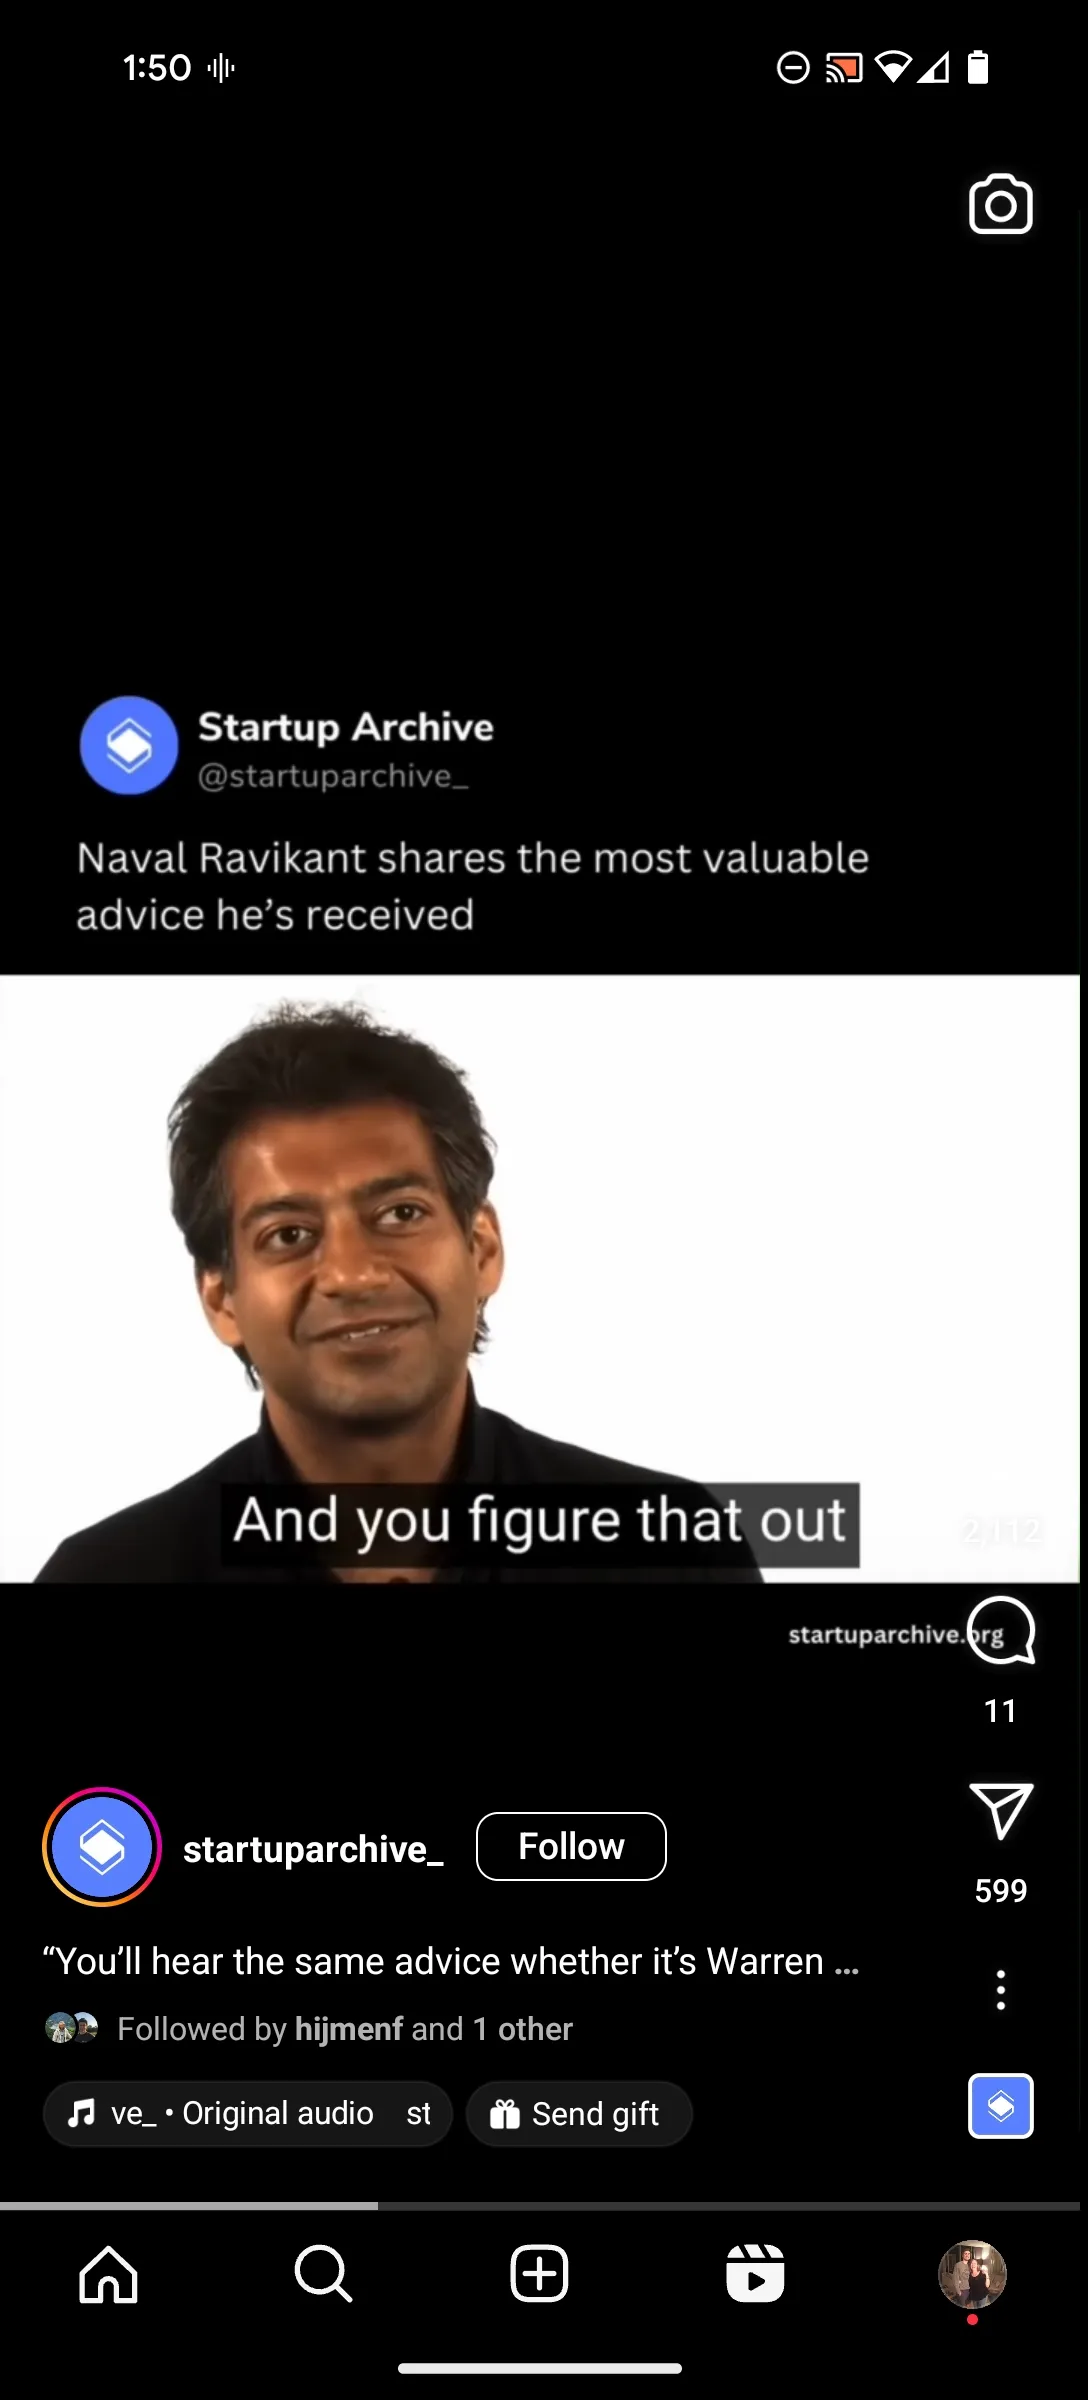 1:50
Startup Archive
@startuparchive_
Naval Ravikant shares the most valuable
advice he’s received
And you figure that out
2,112
startuparchive.org
11
599
startuparchive_
Follow
“You’ll hear the same advice whether it’s Warren ...
Followed by hijmenf and 1 other
ve_ • Original audio st
Send gift